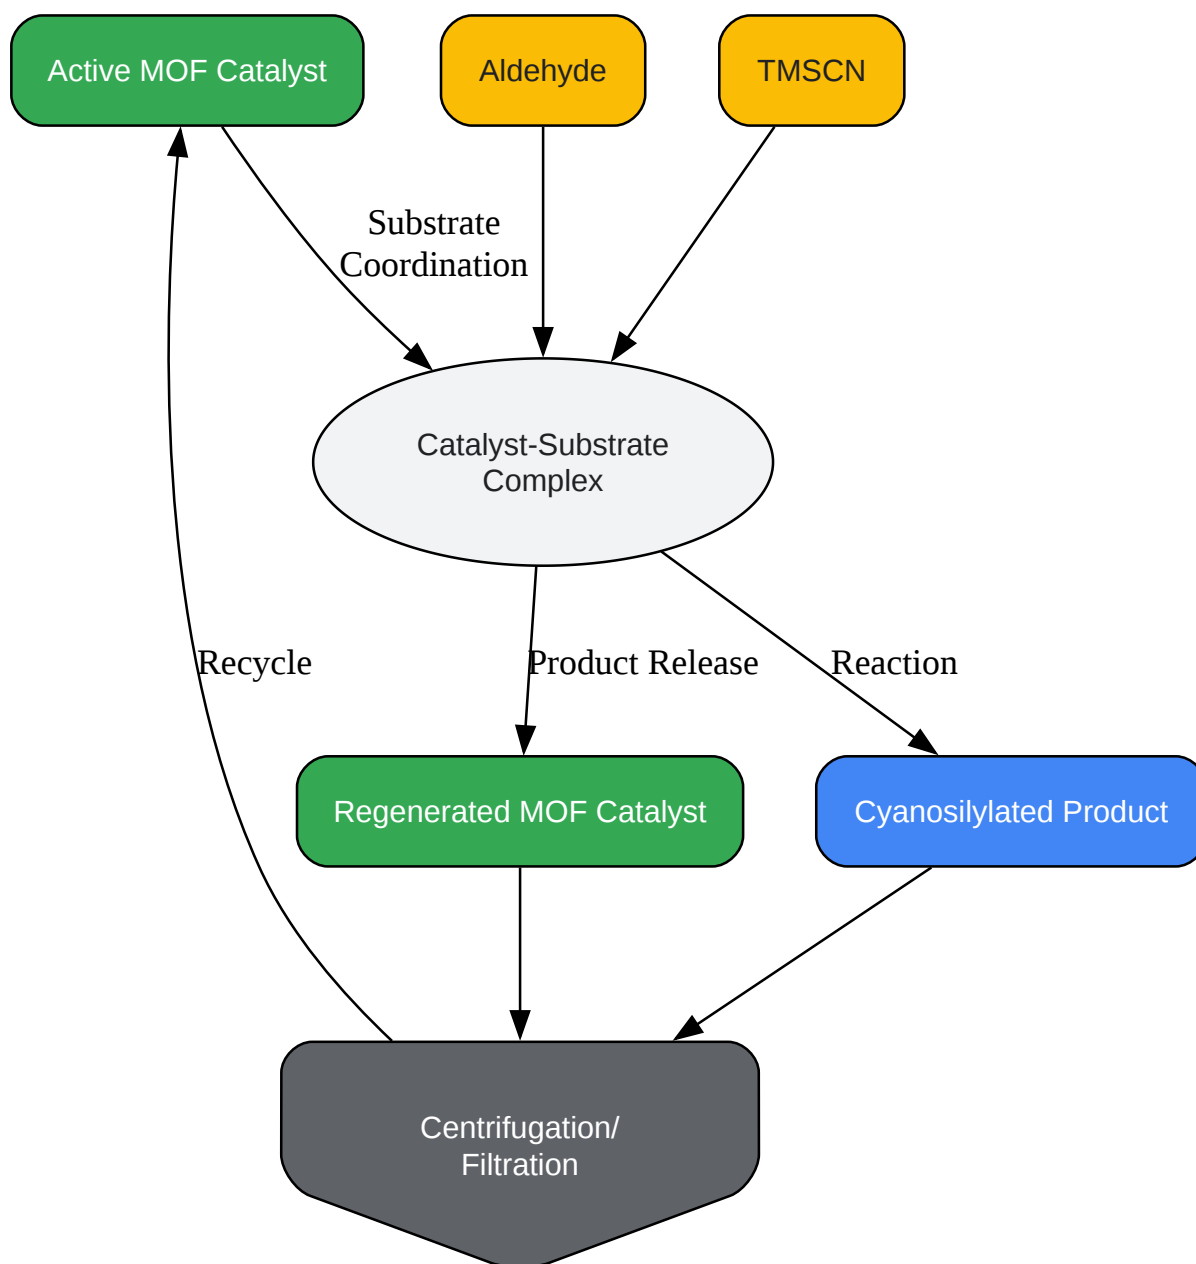 Active MOF Catalyst
Aldehyde
TMSCN
Substrate
Coordination
Catalyst-Substrate
Complex
Recycle
Product Release
Reaction
Regenerated MOF Catalyst
Cyanosilylated Product
Centrifugation/
Filtration